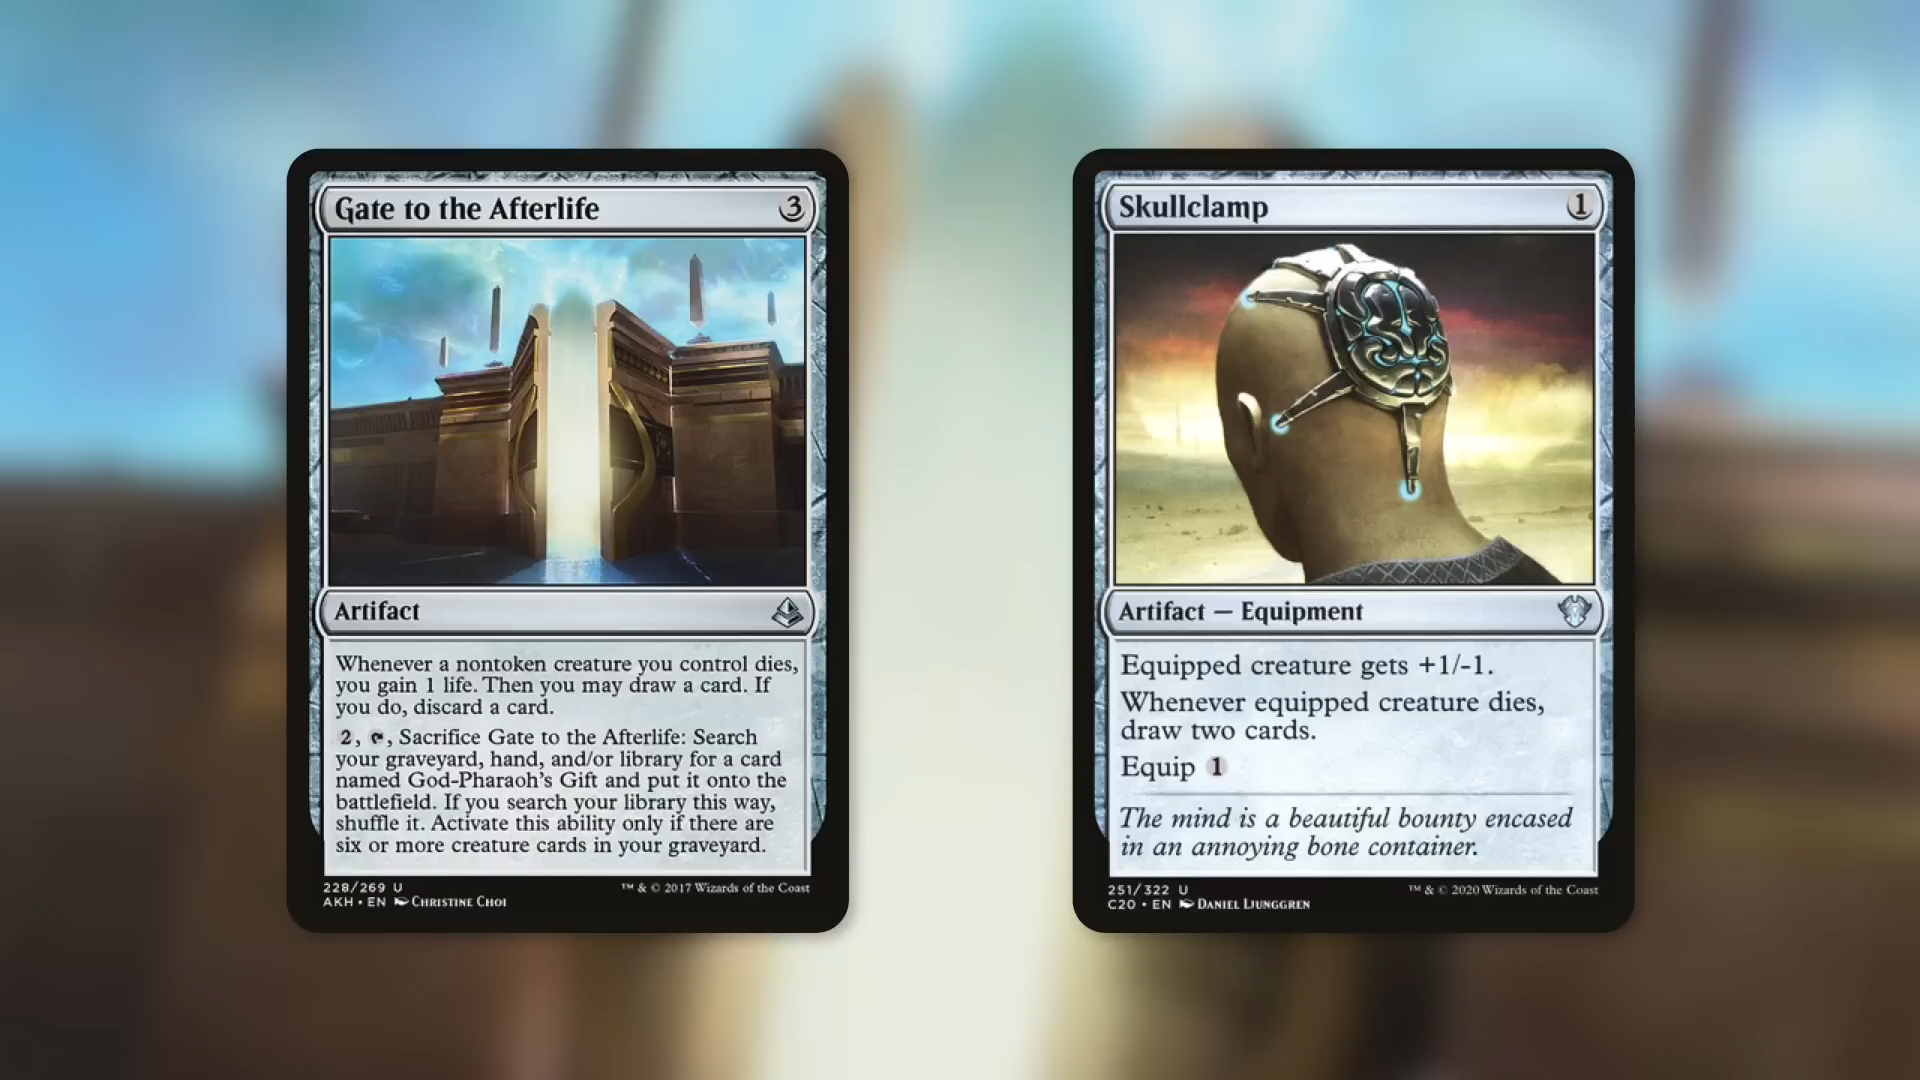 Gate to the Afterlife 3
Artifact
Whenever a nontoken creature you control dies,
you gain 1 life. Then you may draw a card. If
you do, discard a card.
2, , Sacrifice Gate to the Afterlife: Search
your graveyard, hand, and/or library for a card
named God-Pharaoh's Gift and put it onto the
battlefield. If you search your library this way,
shuffle it. Activate this ability only if there are
six or more creature cards in your graveyard.
228/269 U
™ & © 2017 Wizards of the Coast
AKH • EN Christine Choi
Skullclamp 1
Artifact — Equipment
Equipped creature gets +1/-1.
Whenever equipped creature dies,
draw two cards.
Equip 1
The mind is a beautiful bounty encased
in an annoying bone container.
251/322 U
™ & © 2020 Wizards of the Coast
C20 • EN Daniel Ljunggren